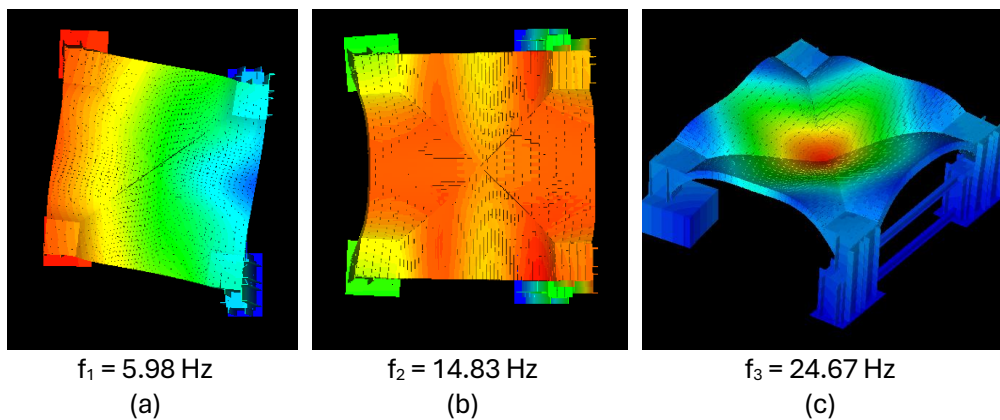 f₁ = 5.98 Hz
f₂ = 14.83 Hz
f₃ = 24.67 Hz
(a)
(b)
(c)